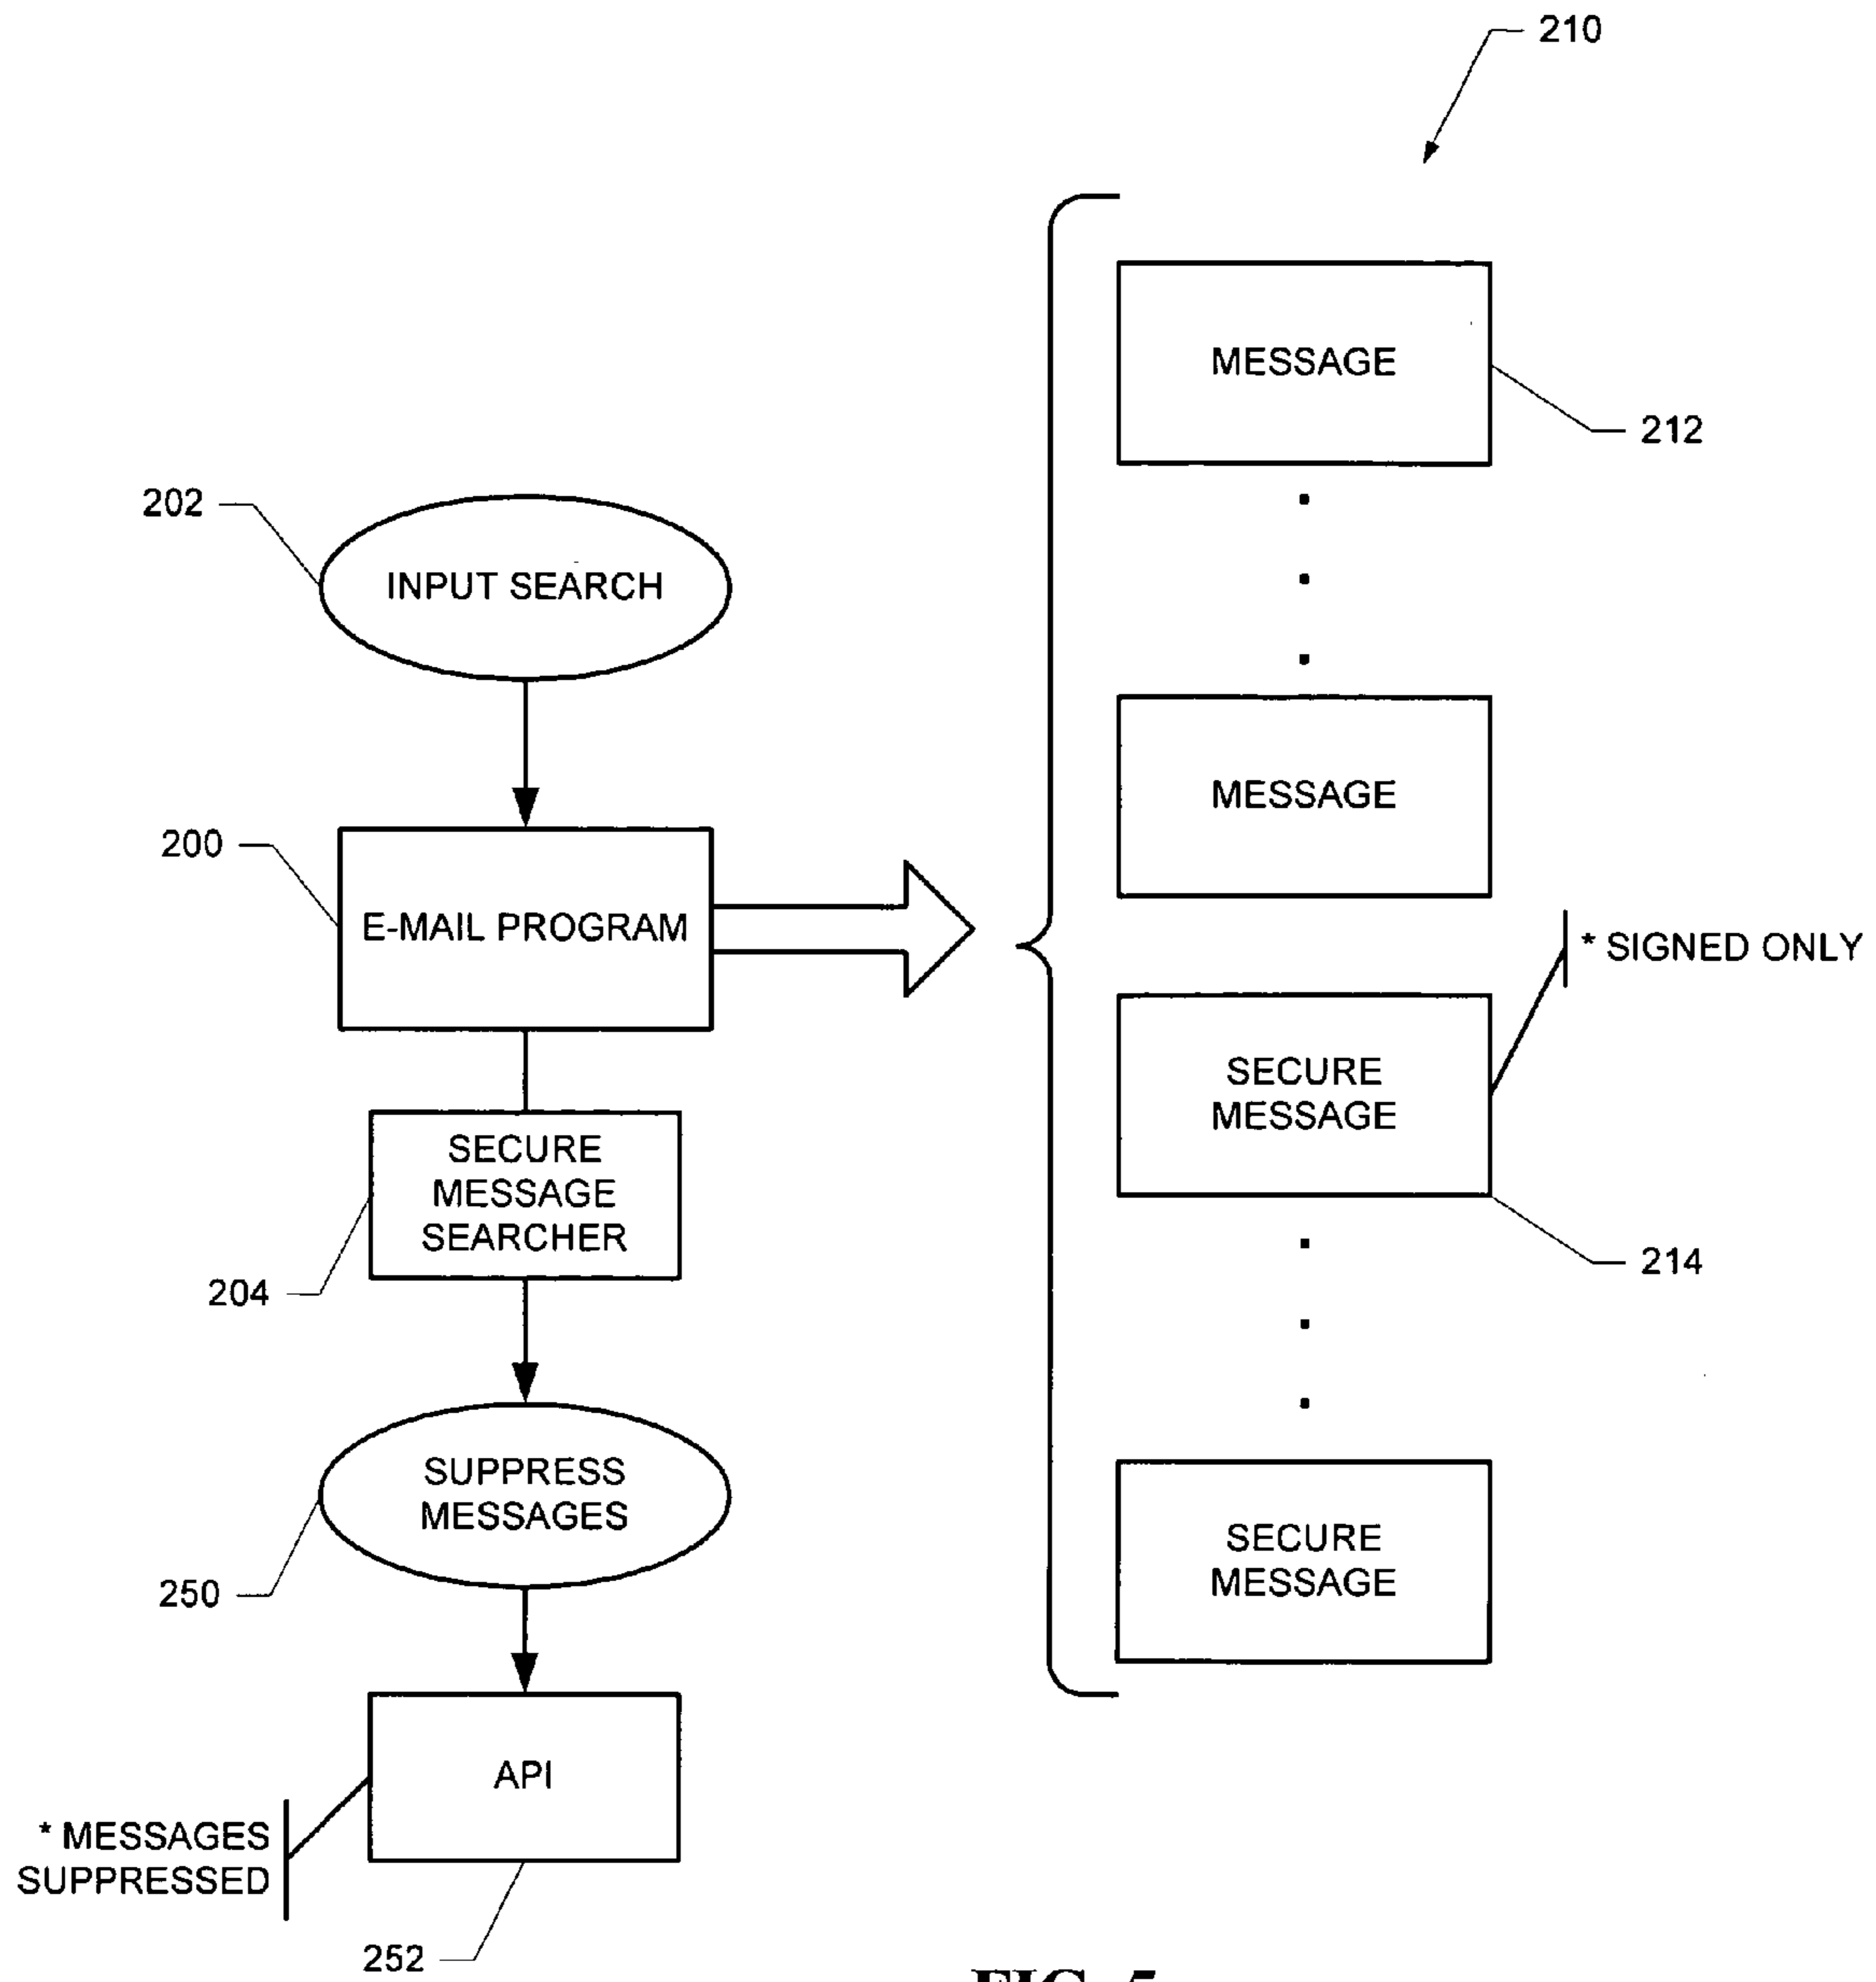 210
MESSAGE
212
202
INPUT SEARCH
MESSAGE
200
E-MAIL PROGRAM
* SIGNED ONLY
SECURE
MESSAGE
SECURE
MESSAGE
SEARCHER
204
214
SUPPRESS
MESSAGES
250
SECURE
MESSAGE
API
* MESSAGES
SUPPRESSED
252